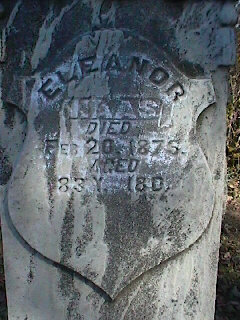 ELEANOR
HAAS
DIED
FEB 20, 1875.
AGED
83 Y. 18 D.